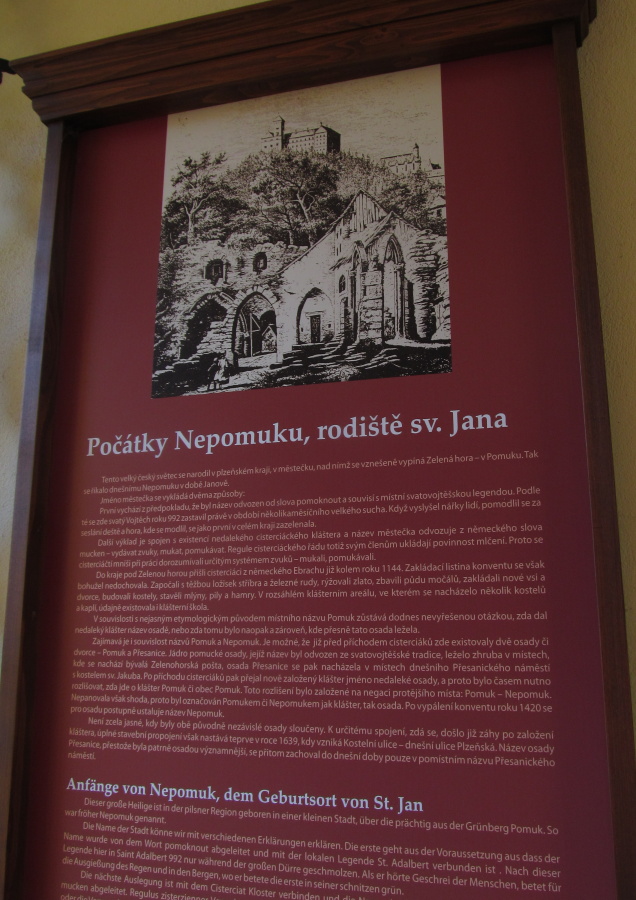 Počátky Nepomuku, rodiště sv. Jana
Tento velký český světec se narodil v plzeňském kraji, v městečku, nad nímž se vznešeně vypíná Zelená hora – v Pomuku. Tak
se říkalo dnešnímu Nepomuku v době Janově.
Jméno městečka se vykládá dvěma způsoby:
První vychází z předpokladu, že byl název odvozen od slova pomoknout a souvisí s místní svatovojtěšskou legendou. Podle
té se zde svatý Vojtěch roku 992 zastavil právě v období několikaměsíčního velkého sucha. Když vyslyšel nářky lidí, pomodlil se za
seslání deště a hora, kde se modlil, se jako první v celém kraji zazelenala.
Další výklad je spojen s existencí nedalekého cisterciáckého kláštera a název městečka odvozuje z německého slova
mucken – vydávat zvuky, mukat, pomukávat. Regule cisterciáckého řádu totiž svým členům ukládají povinnost mlčení. Proto se
cisterciáčtí mniši při práci dorozumívali určitým systémem zvuků – mukali, pomukávali.
Do kraje pod Zelenou horou přišli cisterciáci z německého Ebrachu již kolem roku 1144. Zakládací listina konventu se však
bohužel nedochovala. Započali s těžbou ložisek stříbra a železné rudy, rýžovali zlato, zbavili půdu močálů, zakládali nové vsi a
dvorce, budovali kostely, stavěli mlýny, pily a hamry. V rozsáhlém klášterním areálu, ve kterém se nacházelo několik kostelů
a kaplí, údajně existovala i klášterní škola.
V souvislosti s nejasným etymologickým původem místního názvu Pomuk zůstává dodnes nevyřešenou otázkou, zda dal
nedaleký klášter název osadě, nebo zda tomu bylo naopak a zároveň, kde přesně tato osada ležela.
Zajímavá je i souvislost názvů Pomuk a Nepomuk. Je možné, že již před příchodem cisterciáků zde existovaly dvě osady či
dvorce – Pomuk a Přesanice. Jádro pomucké osady, jejíž název byl odvozen ze svatovojtěšské tradice, leželo zhruba v místech,
kde se nachází bývalá Zelenohorská pošta, osada Přesanice se pak nacházela v místech dnešního Přesanického náměstí
s kostelem sv. Jakuba. Po příchodu cisterciáků pak přejal nově založený klášter jméno nedaleké osady, a proto bylo časem nutno
rozlišovat, zda jde o klášter Pomuk či obec Pomuk. Toto rozlišení bylo založené na negaci protějšího místa: Pomuk – Nepomuk.
Nepanovala však shoda, proto byl označován Pomukem či Nepomukem jak klášter, tak osada. Po vypálení konventu roku 1420 se
pro osadu postupně ustaluje název Nepomuk.
Není zcela jasné, kdy byly obě původně nezávislé osady sloučeny. K určitému spojení, zdá se, došlo již záhy po založení
kláštera, úplné stavební propojení však nastává teprve v roce 1639, kdy vzniká Kostelní ulice – dnešní ulice Plzeňská. Název osady
Přesanice, přestože byla patrně osadou významnější, se přitom zachoval do dnešní doby pouze v pomístním názvu Přesanického
náměstí.
Anfänge von Nepomuk, dem Geburtsort von St. Jan
Dieser große Heilige ist in der pilsner Region geboren in einer kleinen Stadt, über die prächtig aus der Grünberg Pomuk. So
war früher Nepomuk genannt.
Die Name der Stadt könne wir mit verschiedenen Erklärungen erklären. Die erste geht aus der Voraussetzung aus dass der
Name wurde von dem Wort pomoknout abgeleitet und mit der lokalen Legende St. Adalbert verbunden ist . Nach dieser
Legende hier in Saint Adalbert 992 nur während der großen Dürre geschmolzen. Als er hörte Geschrei der Menschen, betet für
die Ausgießung des Regen und in den Bergen, wo er betete die erste in seiner schnitzen grün.
Die nächste Auslegung ist mit dem Cisterciat Kloster verbinden und die
mucken abgeleitet. Regulus